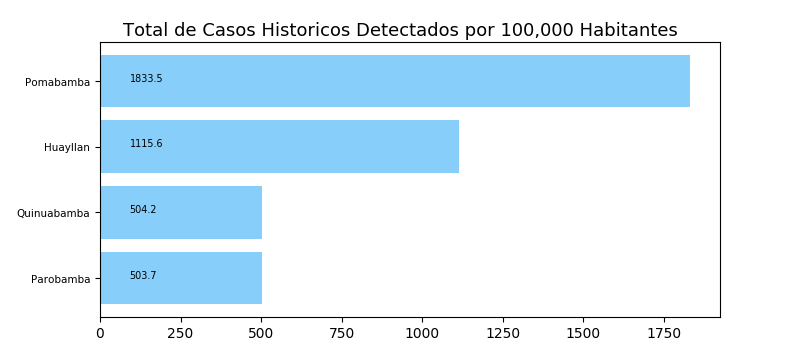 Total de Casos Historicos Detectados por 100,000 Habitantes
Pomabamba 1833.5
Huayllan 1115.6
Quinuabamba 504.2
Parobamba 503.7
0 250 500 750 1000 1250 1500 1750